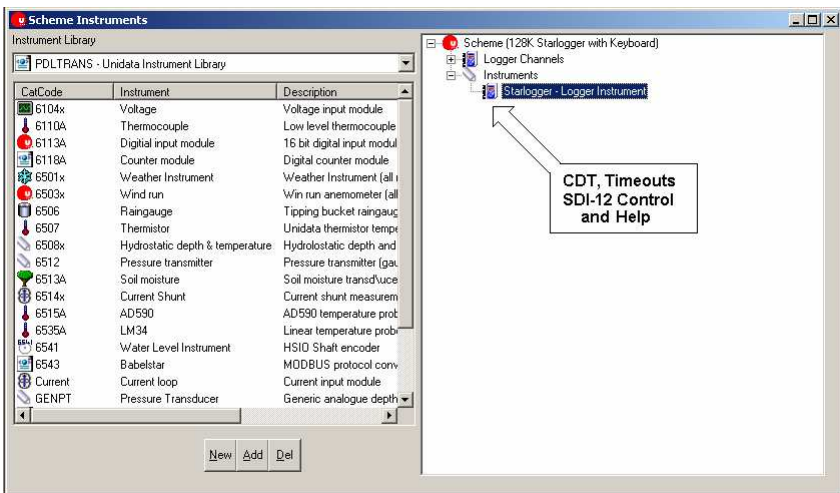 Scheme Instruments
Instrument Library
PDLTRANS - Unidata Instrument Library
CatCode Instrument Description
6104x Voltage Voltage input module
6110A Thermocouple Low level thermocouple
6113A Digitial input module 16 bit digital input modul
6118A Counter module Digital counter module
6501x Weather Instrument Weather Instrument (all
6503x Wind run Win run anemometer (all
6506 Raingauge Tipping bucket raingaug
6507 Thermistor Unidata thermistor tempe
6508x Hydrostatic depth & temperature Hydrolostatic depth and
6512 Pressure transmitter Pressure transmitter (gau
6513A Soil moisture Soil moisture transd\uce
6514x Current Shunt Current shunt measurem
6515A AD590 AD590 temperature prob
6535A LM34 Linear temperature prob
6541 Water Level Instrument HSIO Shaft encoder
6543 Babelstar MODBUS protocol conv
Current Current loop Current input module
GENPT Pressure Transducer Generic analogue depth
New Add Del
Scheme (128K Starlogger with Keyboard)
Logger Channels
Instruments
Starlogger - Logger Instrument
CDT, Timeouts
SDI-12 Control
and Help